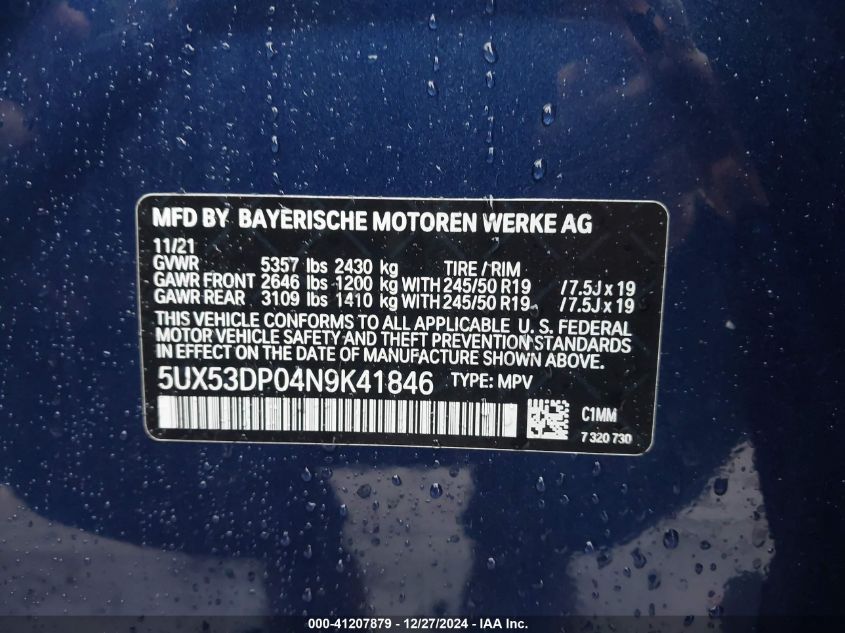 MFD BY BAYERISCHE MOTOREN WERKE AG
11/21
GVWR 5357 lbs 2430 kg TIRE / RIM
GAWR FRONT 2646 lbs 1200 kg WITH 245/50 R19 /7.5J x 19
GAWR REAR 3109 lbs 1410 kg WITH 245/50 R19 /7.5J x 19
THIS VEHICLE CONFORMS TO ALL APPLICABLE U. S. FEDERAL
MOTOR VEHICLE SAFETY AND THEFT PREVENTION STANDARDS
IN EFFECT ON THE DATE OF MANUFACTURE SHOWN ABOVE.
5UX53DP04N9K41846 TYPE: MPV
C1MM
7 320 730
000-41207879 - 12/27/2024 - IAA Inc.